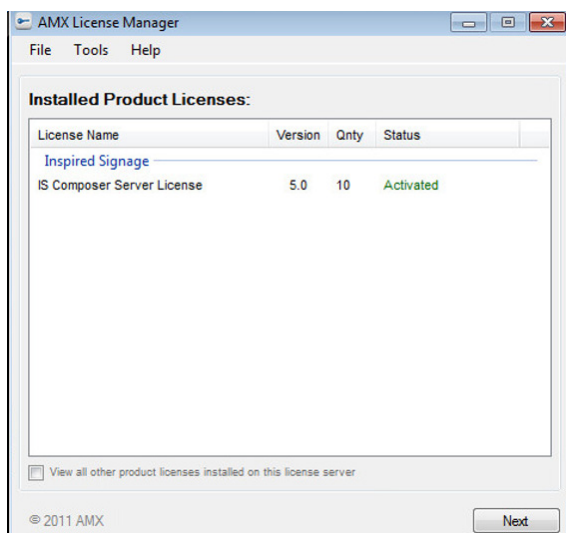 AMX License Manager
File Tools Help
Installed Product Licenses:
License Name Version Qnty Status
Inspired Signage
IS Composer Server License 5.0 10 Activated
View all other product licenses installed on this license server
© 2011 AMX Next